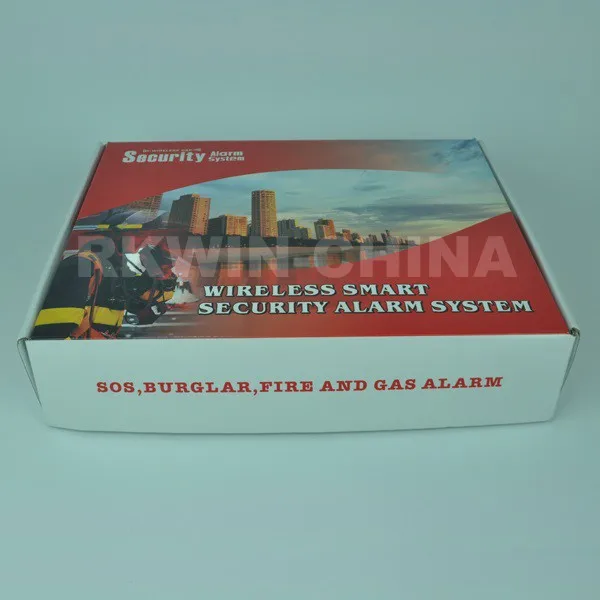 Security Alarm
System
RKWIN-CHINA
WIRELESS SMART
SECURITY ALARM SYSTEM
SOS,BURGLAR,FIRE AND GAS ALARM